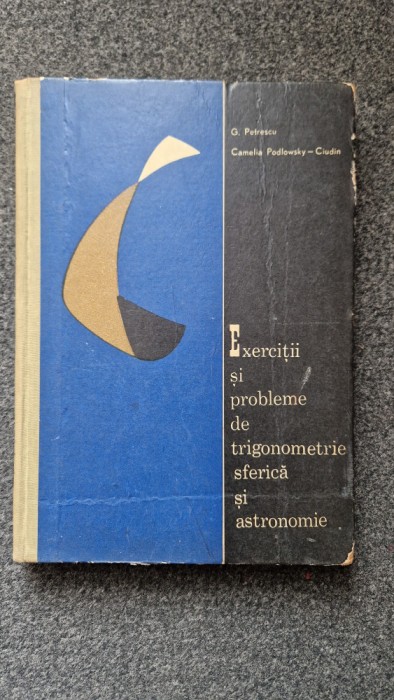 G. Petrescu
Camelia Podlowsky – Ciudin
Exerciții
și
probleme
de
trigonometrie
sferică
și
astronomie